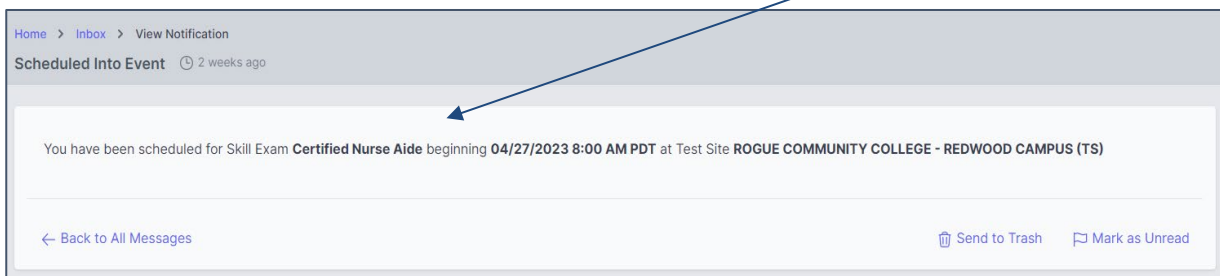 Home > Inbox > View Notification
Scheduled Into Event 2 weeks ago
You have been scheduled for Skill Exam Certified Nurse Aide beginning 04/27/2023 8:00 AM PDT at Test Site ROGUE COMMUNITY COLLEGE - REDWOOD CAMPUS (TS)
← Back to All Messages Send to Trash Mark as Unread